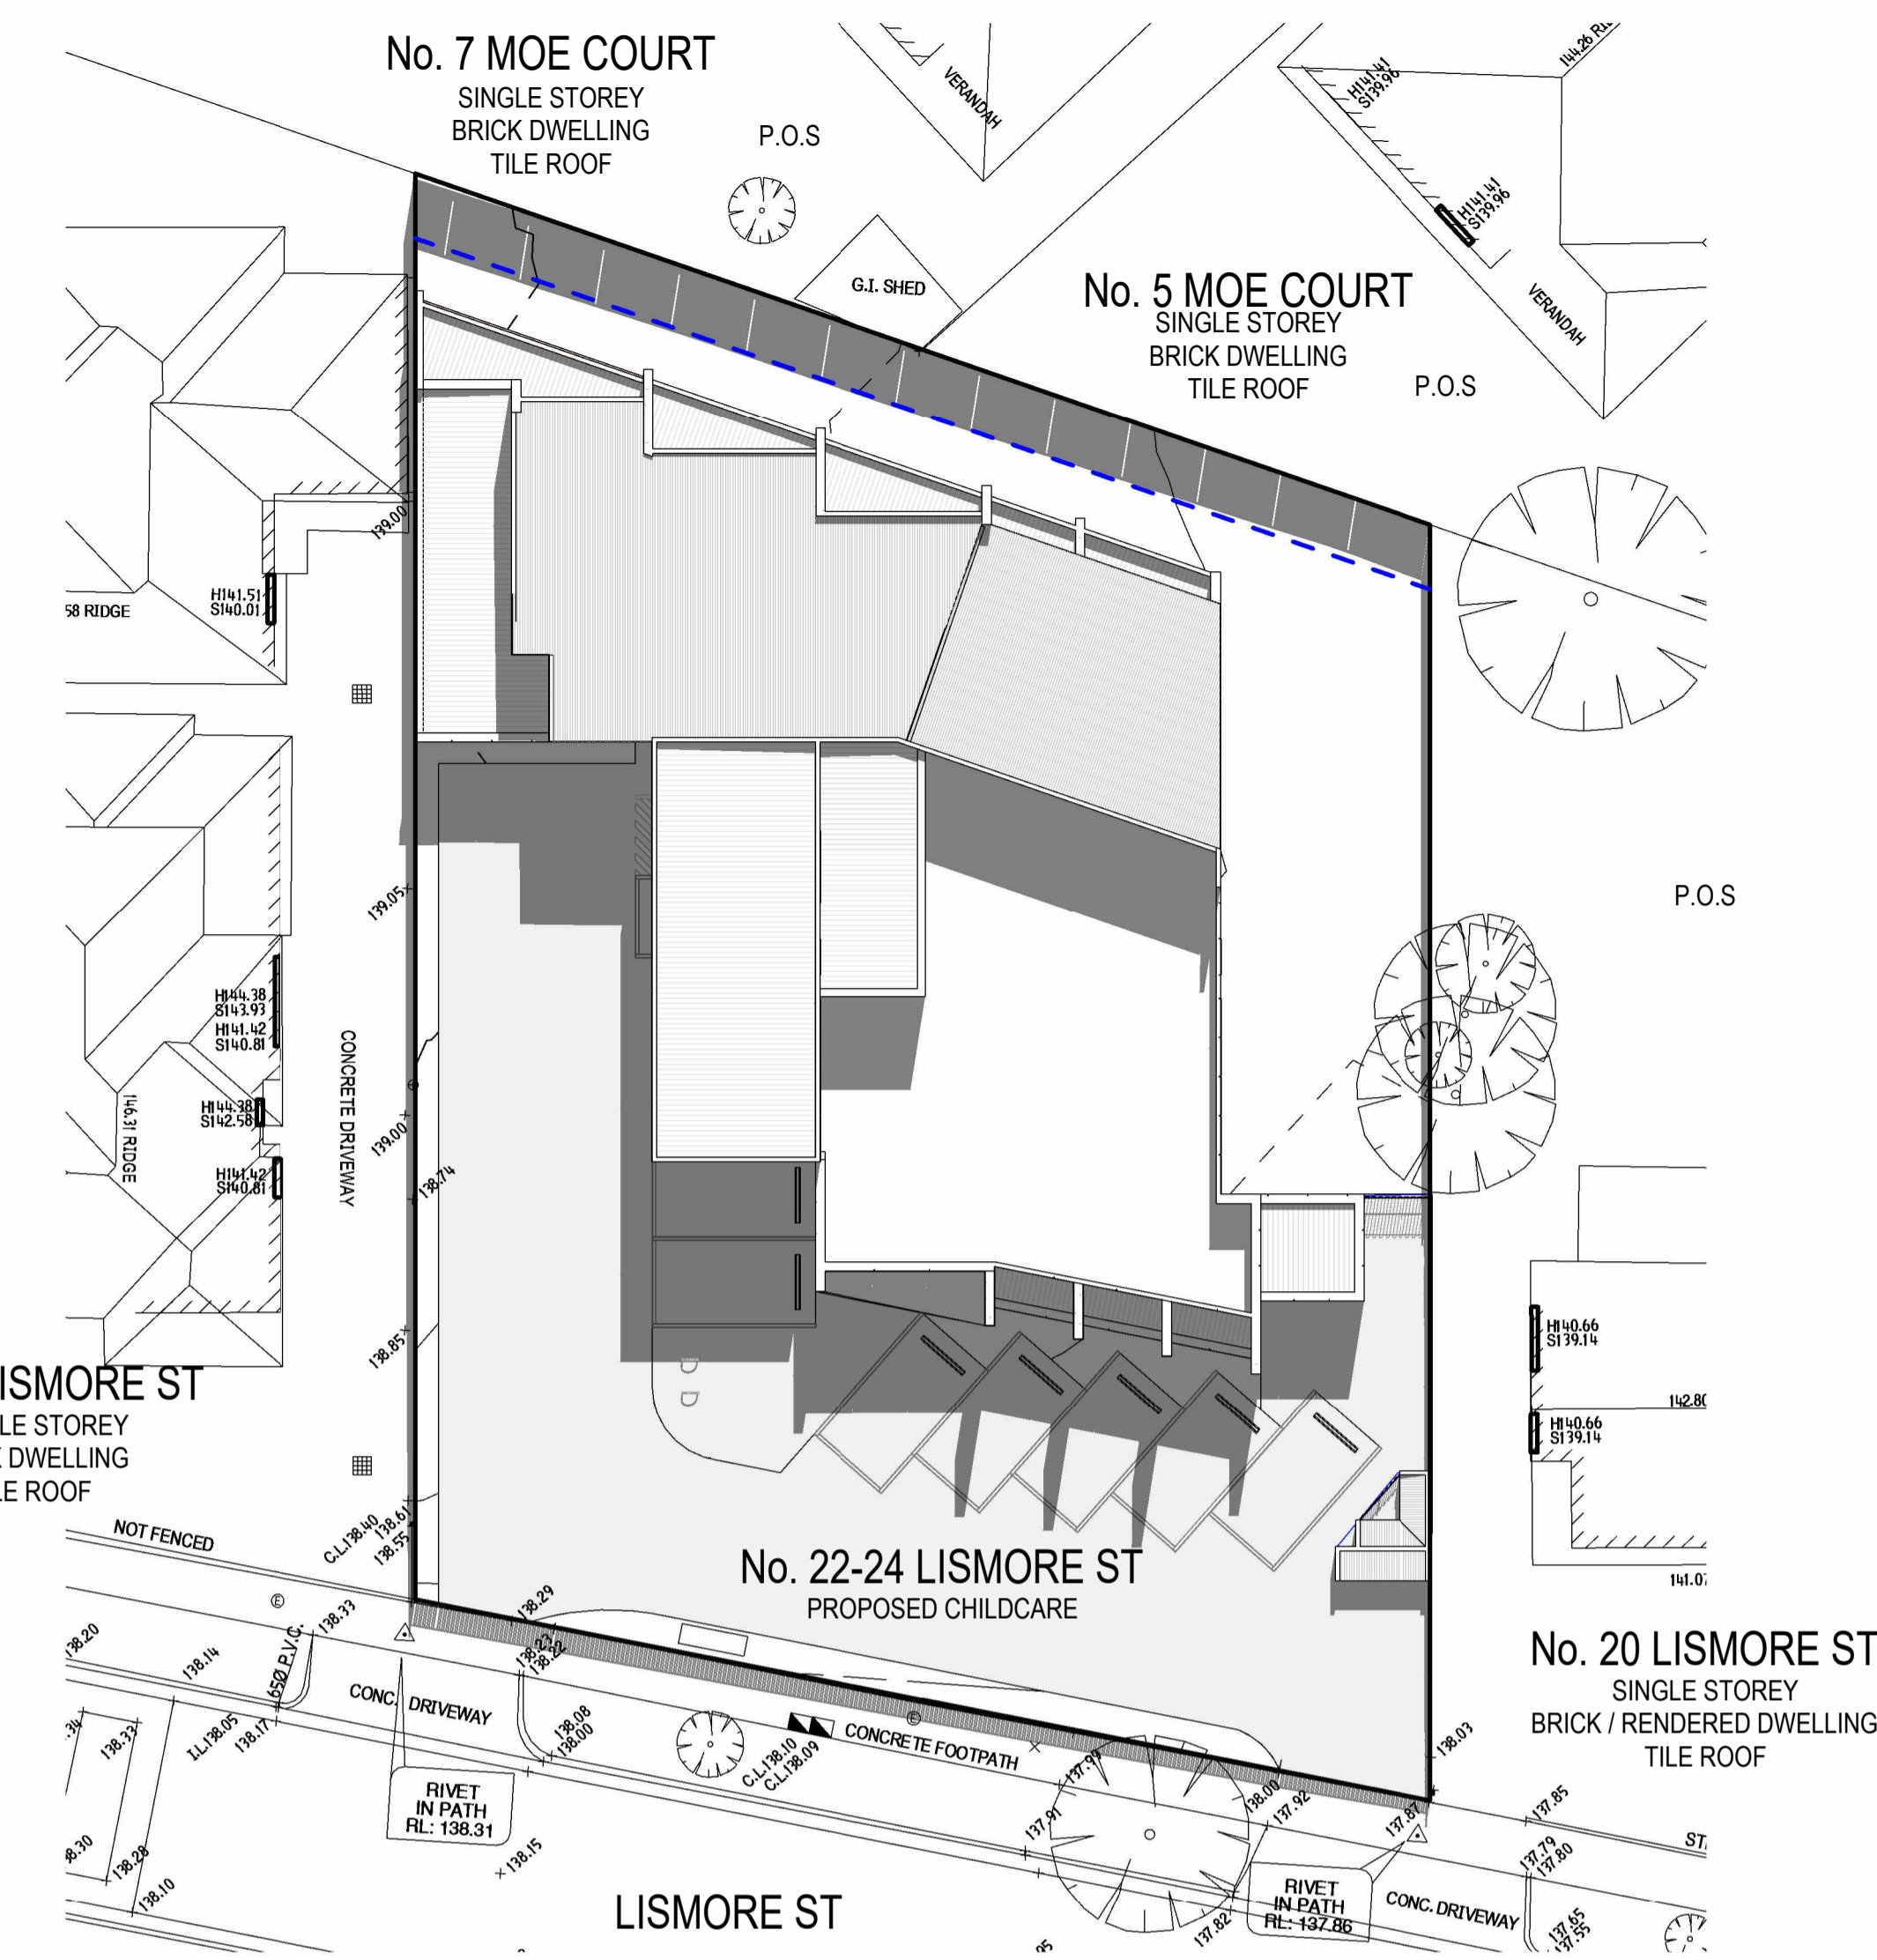 No. 7 MOE COURT
SINGLE STOREY
BRICK DWELLING
TILE ROOF
P.O.S
VERANDAH
H141.41
S139.96
H141.41
S139.96
VERANDAH
G.I. SHED
No. 5 MOE COURT
SINGLE STOREY
BRICK DWELLING
TILE ROOF
P.O.S
139.00
H141.51
S140.01
58 RIDGE
P.O.S
139.05
H144.38
S143.93
H141.42
S140.81
CONCRETE DRIVEWAY
146.31 RIDGE
H144.38
S142.58
139.00
H141.42
S140.81
138.74
138.85
H140.66
S139.14
142.80
H140.66
S139.14
ISMORE ST
LE STOREY
DWELLING
LE ROOF
NOT FENCED
C.L.138.40
138.61
138.55
No. 22-24 LISMORE ST
PROPOSED CHILDCARE
141.07
E
138.33
138.29
138.23
138.22
138.20
138.14
650 P.V.C.
I.L.138.05
138.17
CONC. DRIVEWAY
138.08
138.00
C.L.138.10
C.L.138.09
E
CONCRETE FOOTPATH
137.99
138.00
137.92
138.03
No. 20 LISMORE ST
SINGLE STOREY
BRICK / RENDERED DWELLING
TILE ROOF
.34
138.33
RIVET
IN PATH
RL: 138.31
137.91
137.87
137.85
ST
8.30
138.28
138.10
138.15
LISMORE ST
137.82
RIVET
IN PATH
RL: 137.86
CONC. DRIVEWAY
137.79
137.80
137.65
137.55
95